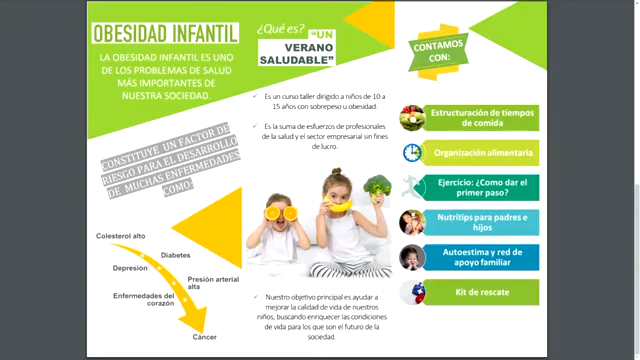 OBESIDAD INFANTIL
LA OBESIDAD INFANTIL ES UNO
DE LOS PROBLEMAS DE SALUD
MÁS IMPORTANTES DE
NUESTRA SOCIEDAD.
CONSTITUYE UN FACTOR DE
RIESGO PARA EL DESARROLLO
DE MUCHAS ENFERMEDADES
COMO:
Colesterol alto
Diabetes
Depresión
Presión arterial
alta
Enfermedades del
corazón
Càncer
¿Qué es?
"UN
VERANO
SALUDABLE"
✓ Es un curso taller dirigido a niños de 10 a
15 años con sobrepeso u obesidad.
✓ Es la suma de esfuerzos de profesionales
de la salud y el sector empresarial sin fines
de lucro.
✓ Nuestro objetivo principal es ayudar a
mejorar la calidad de vida de nuestros
niños, buscando enriquecer las condiciones
de vida para los que son el futuro de la
sociedad.
CONTAMOS
CON:
Estructuración de tiempos
de comida
Organización alimentaria
Ejercicio: ¿Como dar el
primer paso?
Nutritips para padres e
hijos
Autoestima y red de
apoyo familiar
Kit de rescate